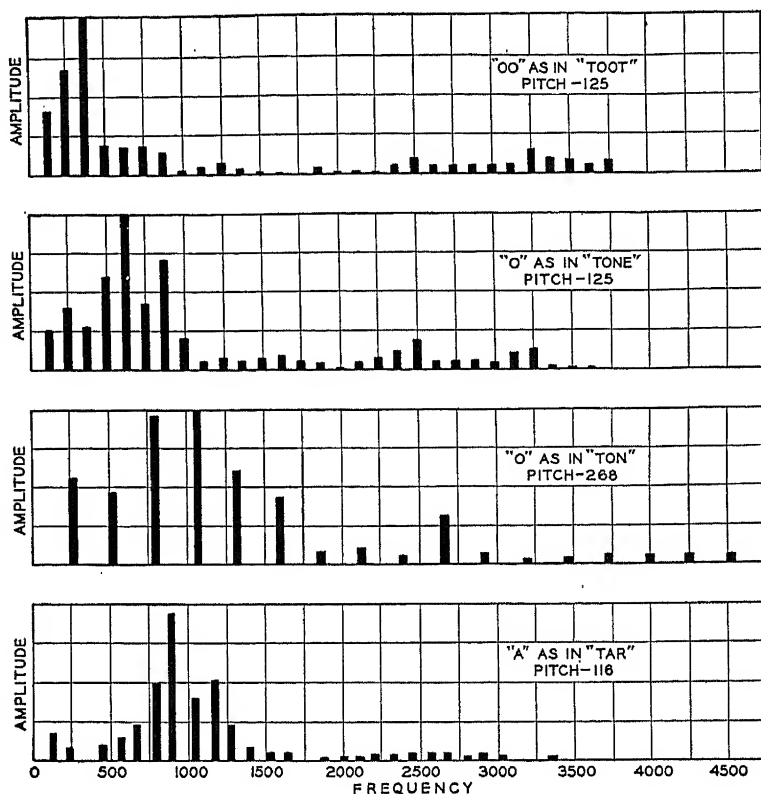 AMPLITUDE
"OO" AS IN "TOOT"
PITCH-125
AMPLITUDE
"O" AS IN "TONE"
PITCH-125
AMPLITUDE
"O" AS IN "TON"
PITCH-268
AMPLITUDE
"A" AS IN "TAR"
PITCH-116
0 500 1000 1500 2000 2500 3000 3500 4000 4500
FREQUENCY